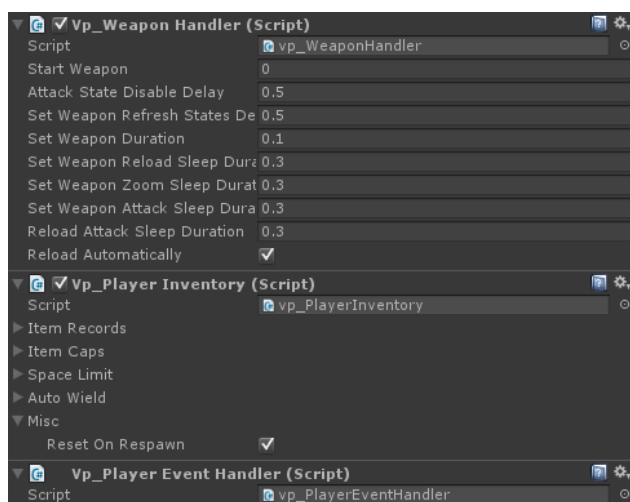 Vp_Weapon Handler (Script)
Script vp_WeaponHandler
Start Weapon 0
Attack State Disable Delay 0.5
Set Weapon Refresh States De 0.5
Set Weapon Duration 0.1
Set Weapon Reload Sleep Dura 0.3
Set Weapon Zoom Sleep Durat 0.3
Set Weapon Attack Sleep Dura 0.3
Reload Attack Sleep Duration 0.3
Reload Automatically
Vp_Player Inventory (Script)
Script vp_PlayerInventory
Item Records
Item Caps
Space Limit
Auto Wield
Misc
Reset On Respawn
Vp_Player Event Handler (Script)
Script vp_PlayerEventHandler